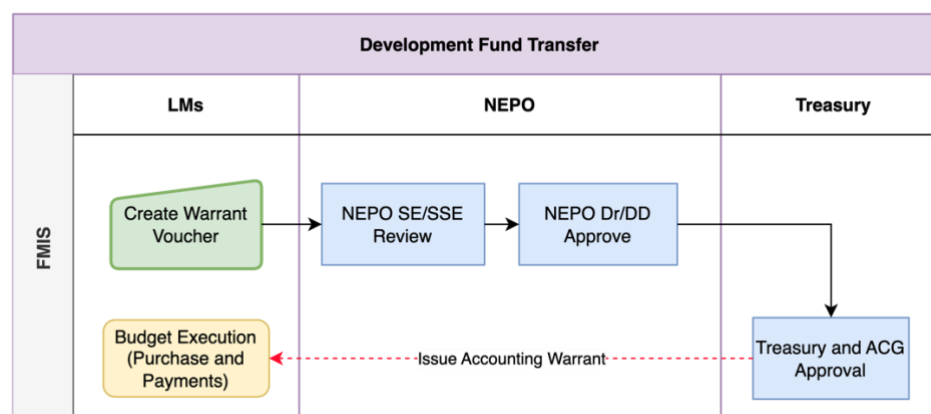 Development Fund Transfer
LMs
NEPO
Treasury
FMIS
Create Warrant
Voucher
NEPO SE/SSE
Review
NEPO Dr/DD
Approve
Budget Execution
(Purchase and
Payments)
Issue Accounting Warrant
Treasury and ACG
Approval